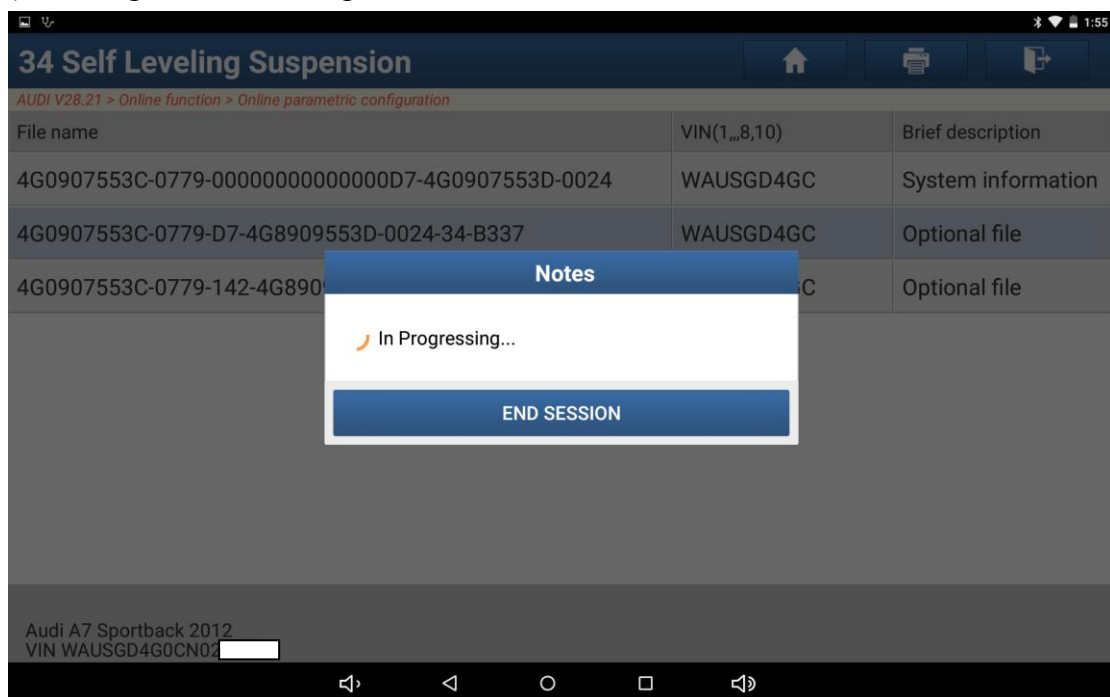 1:55
34 Self Leveling Suspension
AUDI V28.21 > Online function > Online parametric configuration
File name VIN(1,,,8,10) Brief description
4G0907553C-0779-00000000000000D7-4G0907553D-0024 WAUSGD4GC System information
4G0907553C-0779-D7-4G8909553D-0024-34-B337 WAUSGD4GC Optional file
4G0907553C-0779-142-4G890 C Optional file
Notes
In Progressing...
END SESSION
Audi A7 Sportback 2012
VIN WAUSGD4G0CN02